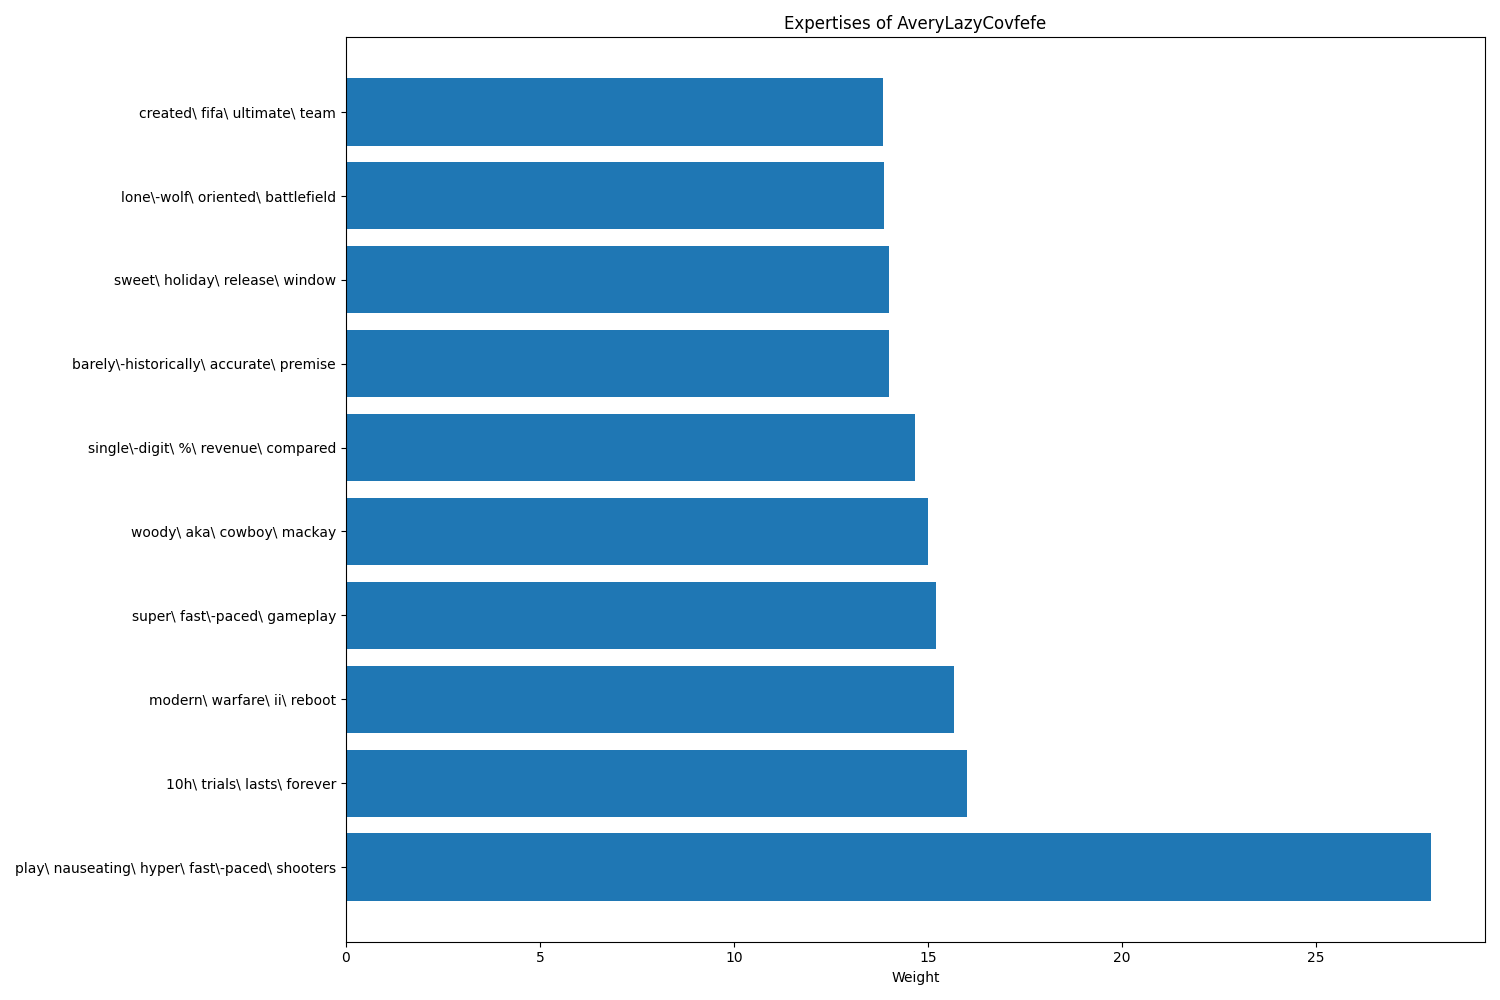 Expertises of AveryLazyCovfefe
created\ fifa\ ultimate\ team
lone\-wolf\ oriented\ battlefield
sweet\ holiday\ release\ window
barely\-historically\ accurate\ premise
single\-digit\ %\ revenue\ compared
woody\ aka\ cowboy\ mackay
super\ fast\-paced\ gameplay
modern\ warfare\ ii\ reboot
10h\ trials\ lasts\ forever
play\ nauseating\ hyper\ fast\-paced\ shooters
0 5 10 15 20 25
Weight